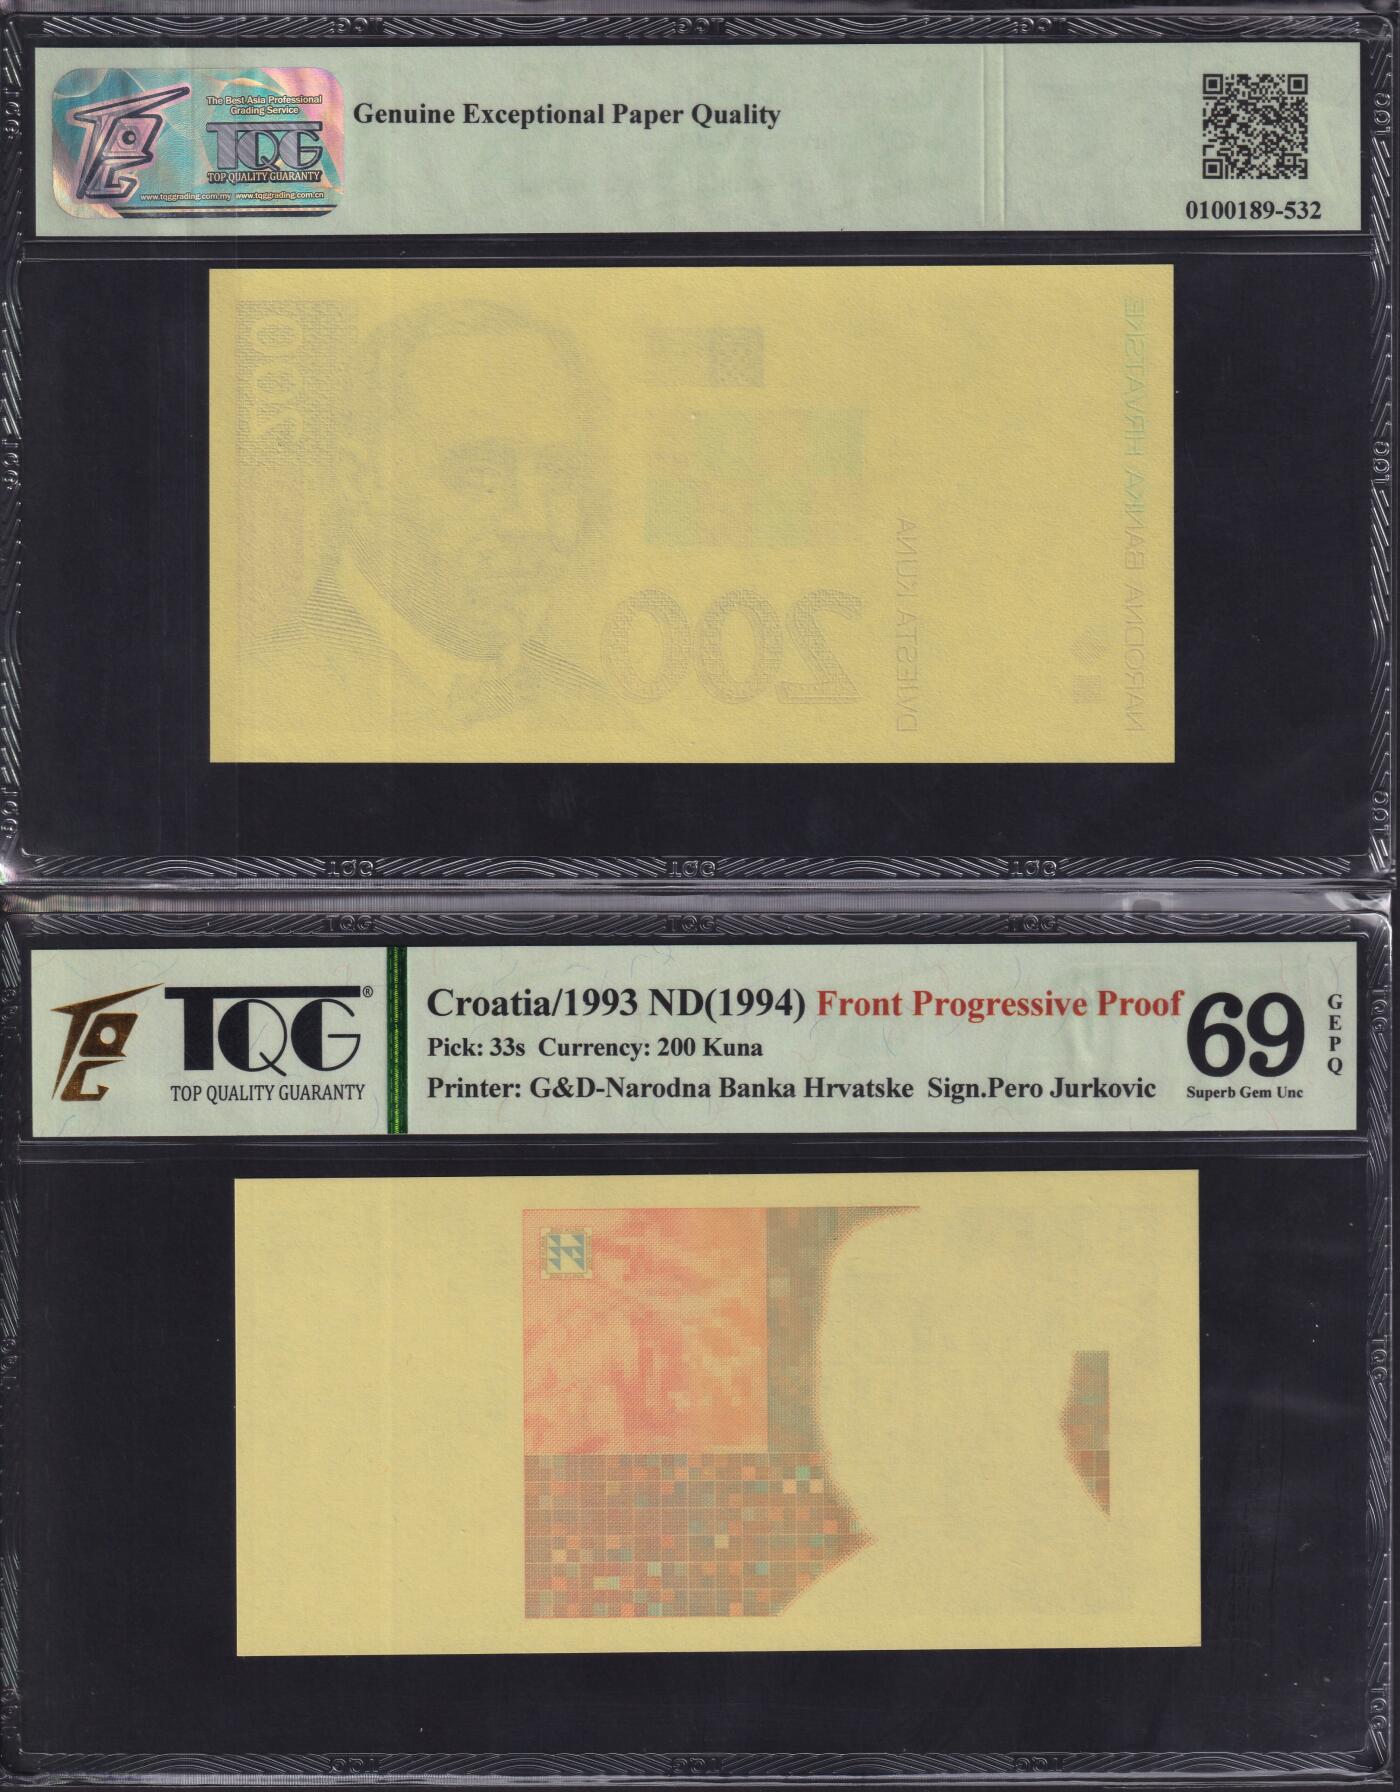 The Best Asia Professional
Grading Service
TQG
TOP QUALITY GUARANTY
www.tqggrading.com.my www.tqggrading.com.cn
Genuine Exceptional Paper Quality
0100189-532
200
NARODNA BANKA HRVATSKE
DVJESTA KUNA
200
TQG TQG TQG
TQG®
TOP QUALITY GUARANTY
Croatia/1993 ND(1994) Front Progressive Proof
Pick: 33s Currency: 200 Kuna
Printer: G&D-Narodna Banka Hrvatske Sign.Pero Jurkovic
69
Superb Gem Unc
GEPQ